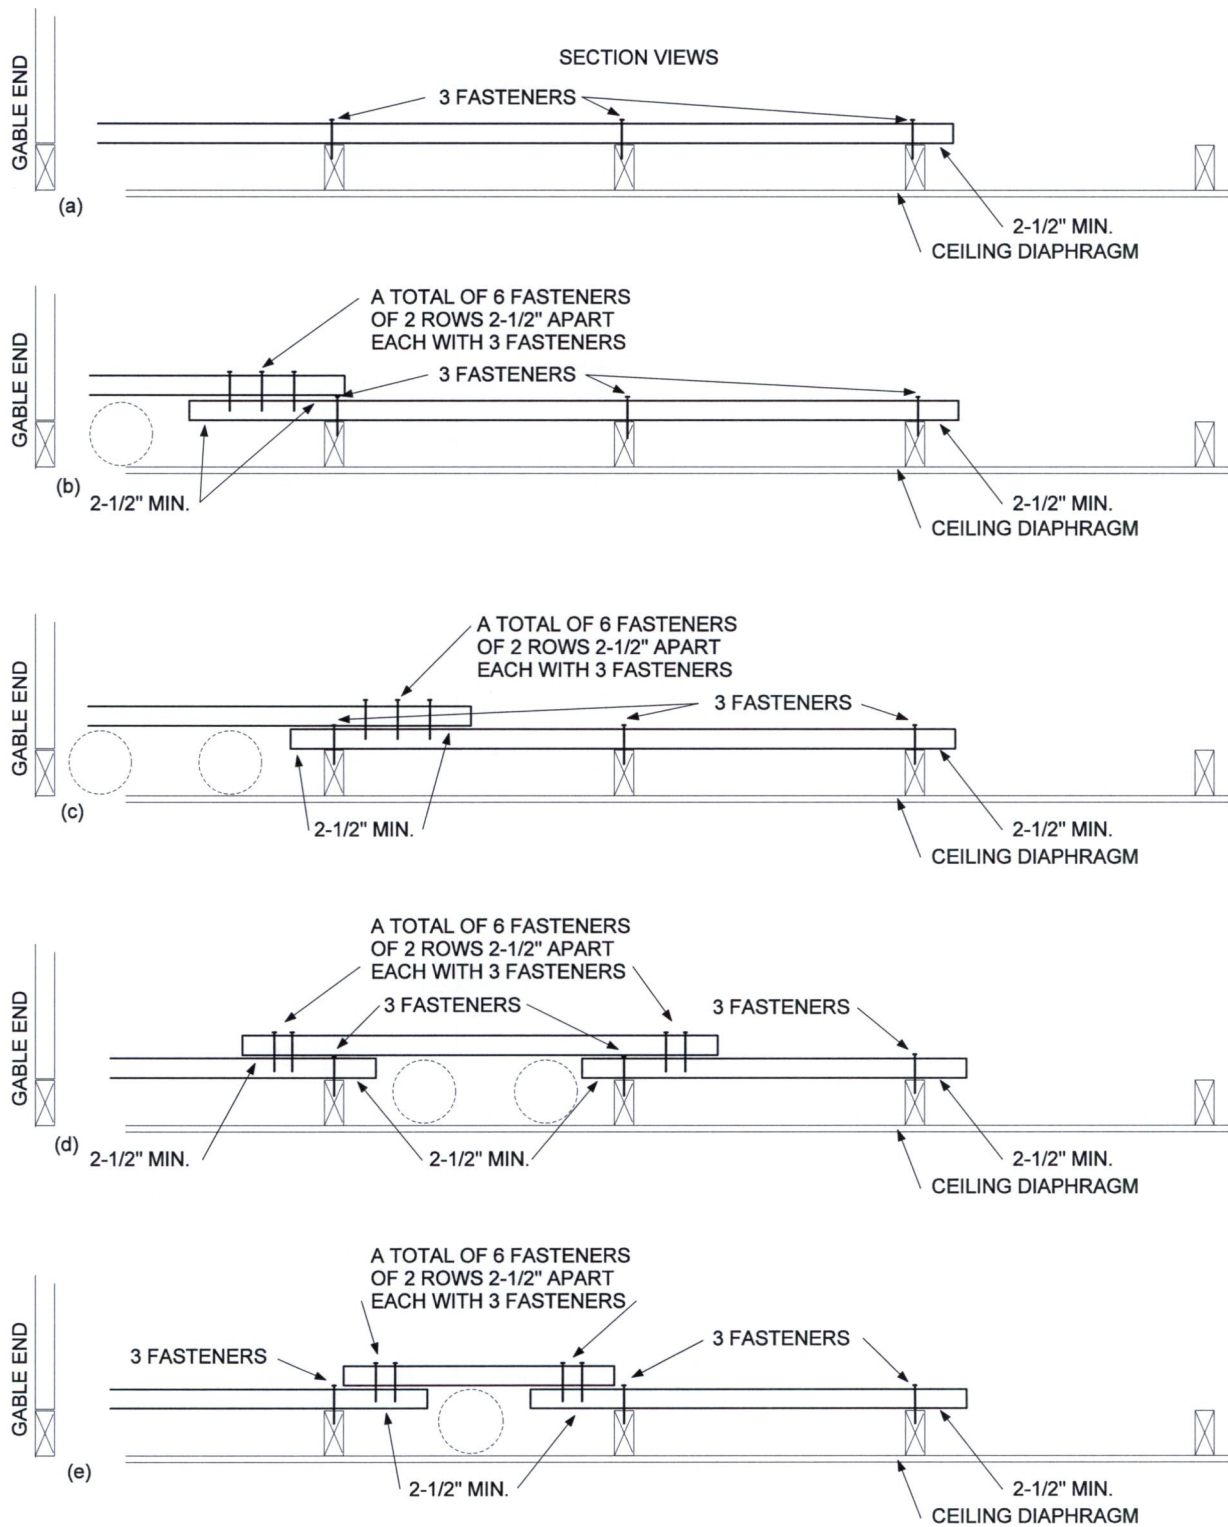 SECTION VIEWS
GABLE END
3 FASTENERS
(a)
2-1/2" MIN.
CEILING DIAPHRAGM
A TOTAL OF 6 FASTENERS
OF 2 ROWS 2-1/2" APART
EACH WITH 3 FASTENERS
GABLE END
3 FASTENERS
(b)
2-1/2" MIN.
2-1/2" MIN.
CEILING DIAPHRAGM
A TOTAL OF 6 FASTENERS
OF 2 ROWS 2-1/2" APART
EACH WITH 3 FASTENERS
GABLE END
3 FASTENERS
(c)
2-1/2" MIN.
2-1/2" MIN.
CEILING DIAPHRAGM
A TOTAL OF 6 FASTENERS
OF 2 ROWS 2-1/2" APART
EACH WITH 3 FASTENERS
GABLE END
3 FASTENERS
3 FASTENERS
(d)
2-1/2" MIN.
2-1/2" MIN.
2-1/2" MIN.
CEILING DIAPHRAGM
A TOTAL OF 6 FASTENERS
OF 2 ROWS 2-1/2" APART
EACH WITH 3 FASTENERS
GABLE END
3 FASTENERS
3 FASTENERS
(e)
2-1/2" MIN.
2-1/2" MIN.
CEILING DIAPHRAGM